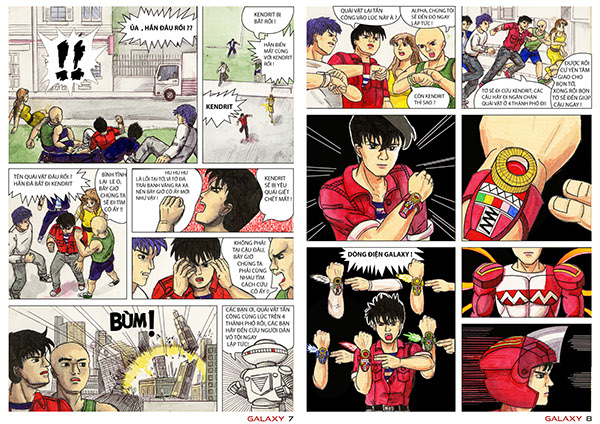 !!
ỦA , HẮN ĐÂU RỒI ??
KENDRIT BỊ
BẮT RỒI !
HẮN BIẾN
MẤT CÙNG
VỚI KENDRIT
RỒI !
KENDRIT
TÊN QUÁI VẬT ĐÂU RỒI !
HẮN ĐÃ BẮT ĐI KENDRIT
BÌNH TĨNH
LẠI LE O,
BÂY GIỜ
CHÚNG TA
SẼ ĐI TÌM
CÔ ẤY !!
HU HU HU
LÀ LỖI TẠI TỚ, VÌ TỚ ĐÁ
TRÁI BANH VĂNG RA XA
NÊN BÂY GIỜ CÔ ẤY MỚI
NHƯ VẬY !
KENDRIT
SẼ BỊ YÊU
QUÁI GIẾT
CHẾT MẤT !
KHÔNG PHẢI
TẠI CẬU ĐÂU,
BÂY GIỜ
CHÚNG TA
PHẢI CÙNG
NHAU TÌM
CÁCH CỨU
CÔ ẤY !!
BÙM!
CÁC BẠN ƠI, QUÁI VẬT TẤN
CÔNG CÙNG LÚC TRÊN 4
THÀNH PHỐ RỒI, CÁC BẠN
HÃY ĐẾN CỨU NGƯỜI DÂN
VÔ TỘI NGAY
LẬP TỨC !
GALAXY 7
QUÁI VẬT LẠI TẤN
CÔNG VÀO LÚC NÀY Á ?
ALPHA, CHÚNG TÔI
SẼ ĐẾN ĐÓ NGAY
LẬP TỨC !
CÒN KENDRIT
THÌ SAO ?
TỚ SẼ ĐI CỨU KENDRIT, CÁC
CẬU HÃY ĐI NGĂN CHẶN
QUÁI VẬT Ở 4 THÀNH PHỐ ĐI!
ĐƯỢC RỒI
CỨ YÊN TÂM
GIAO CHO
BỌN TỚ,
XONG RỒI BỌN
TỚ SẼ ĐẾN GIÚP
CẬU NGAY !
DÒNG ĐIỆN GALAXY !
GALAXY 8